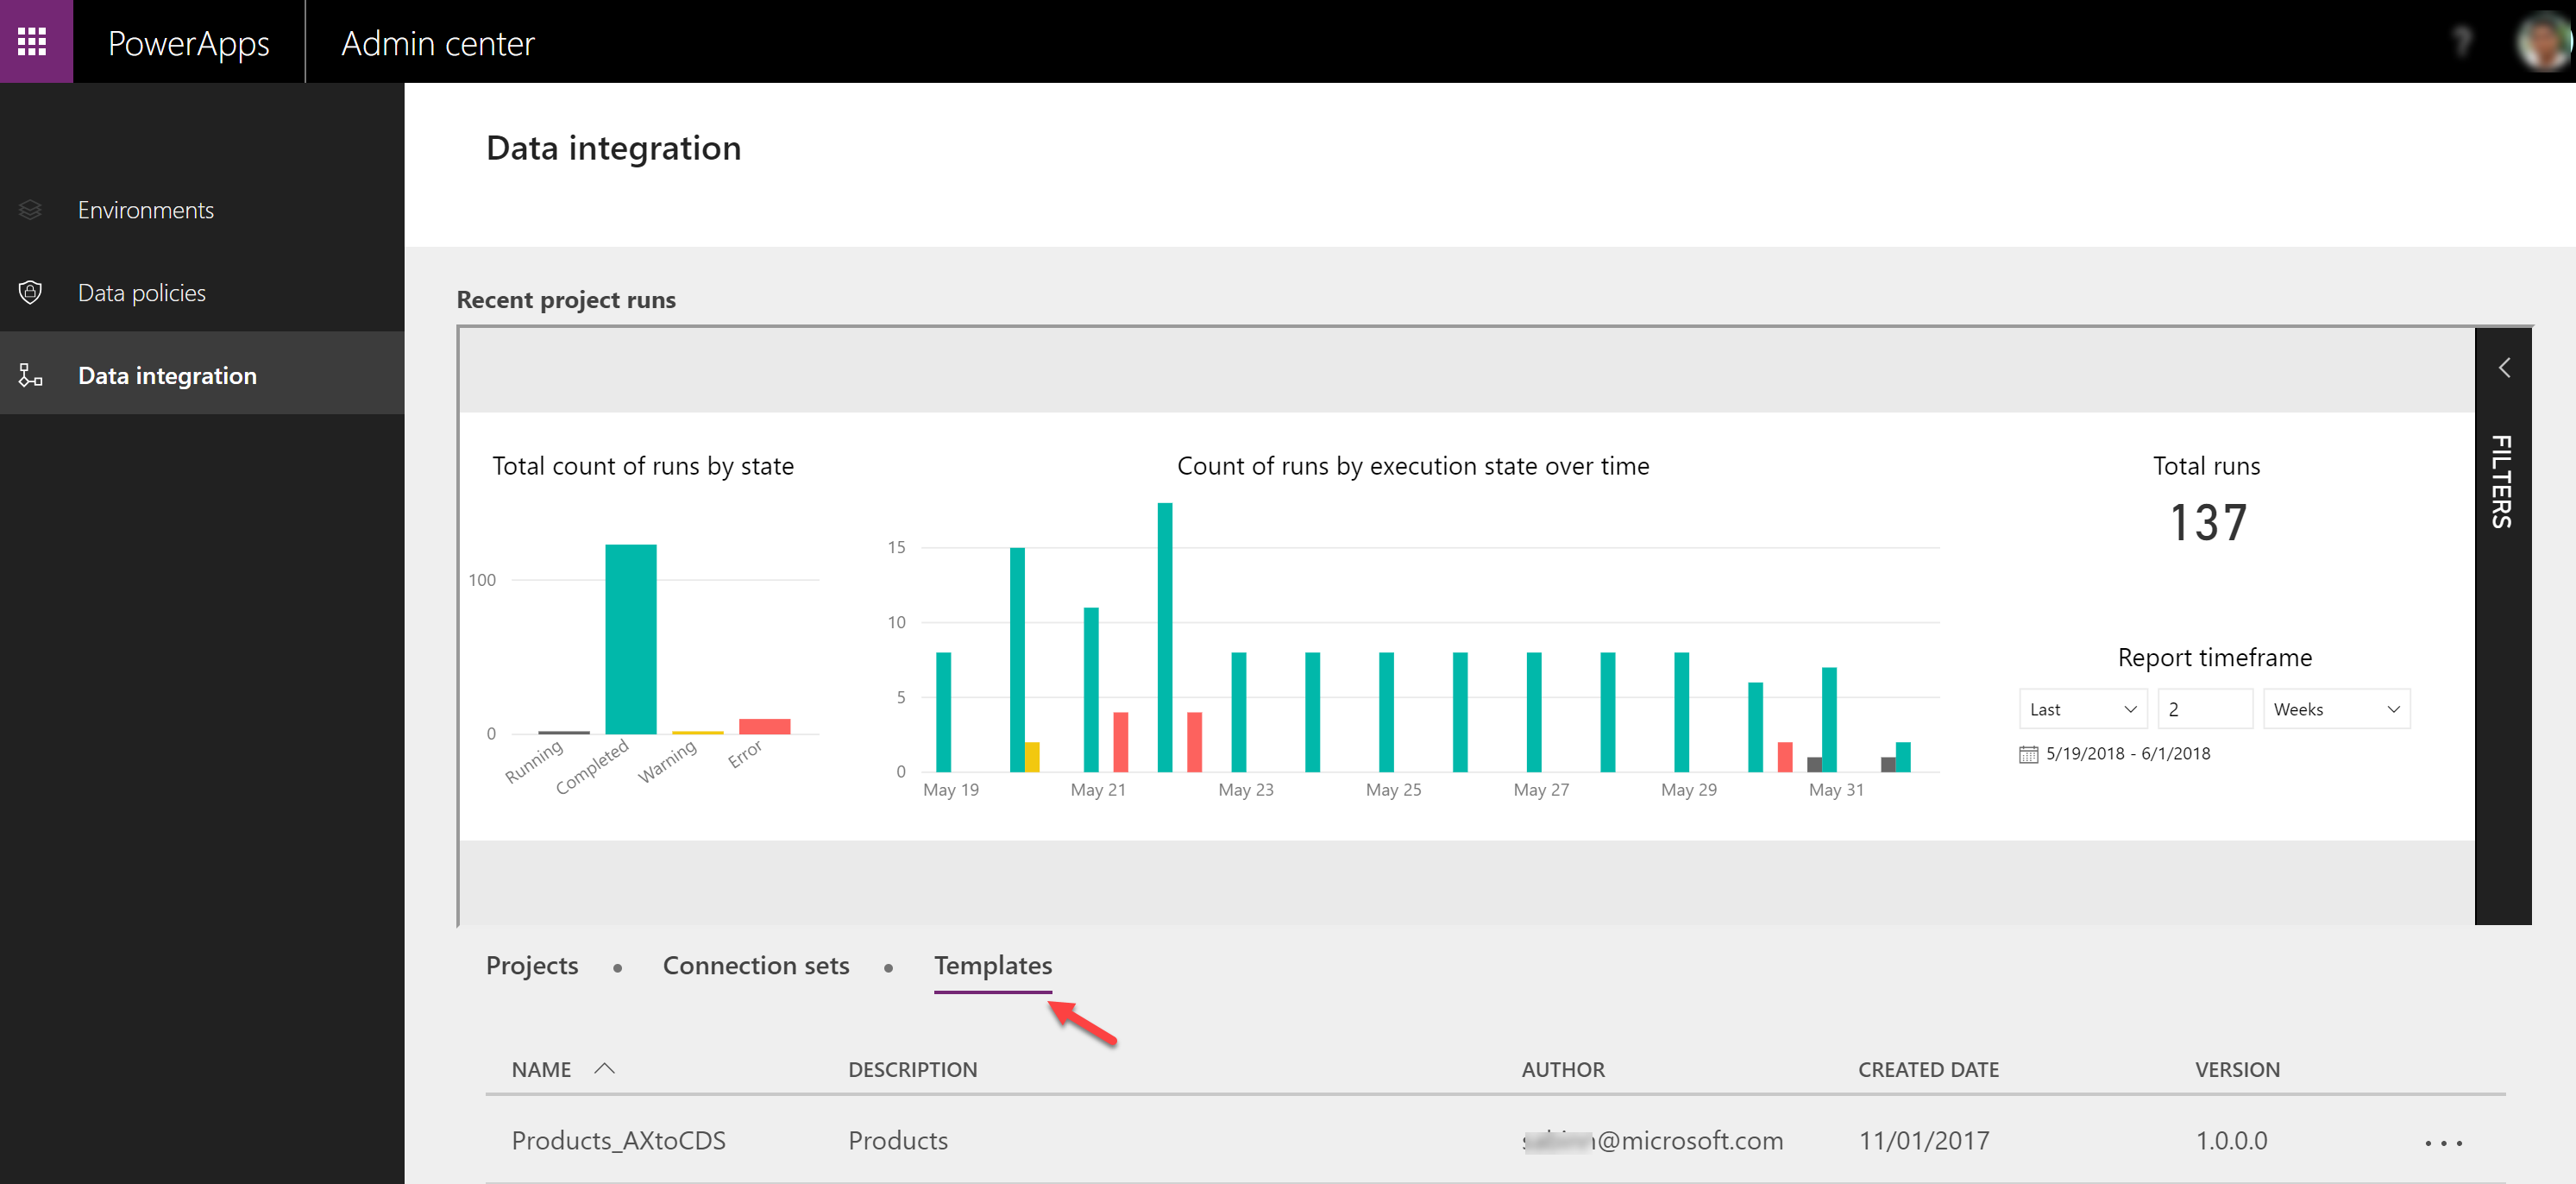 PowerApps
Admin center
?
Environments
Data policies
Data integration
Data integration
Recent project runs
FILTERS
Total count of runs by state
100
0
Running
Completed
Warning
Error
Count of runs by execution state over time
15
10
5
0
May 19
May 21
May 23
May 25
May 27
May 29
May 31
Total runs
137
Report timeframe
Last
2
Weeks
5/19/2018 - 6/1/2018
Projects • Connection sets • Templates
NAME DESCRIPTION AUTHOR CREATED DATE VERSION
Products_AXtoCDS Products @microsoft.com 11/01/2017 1.0.0.0 ...